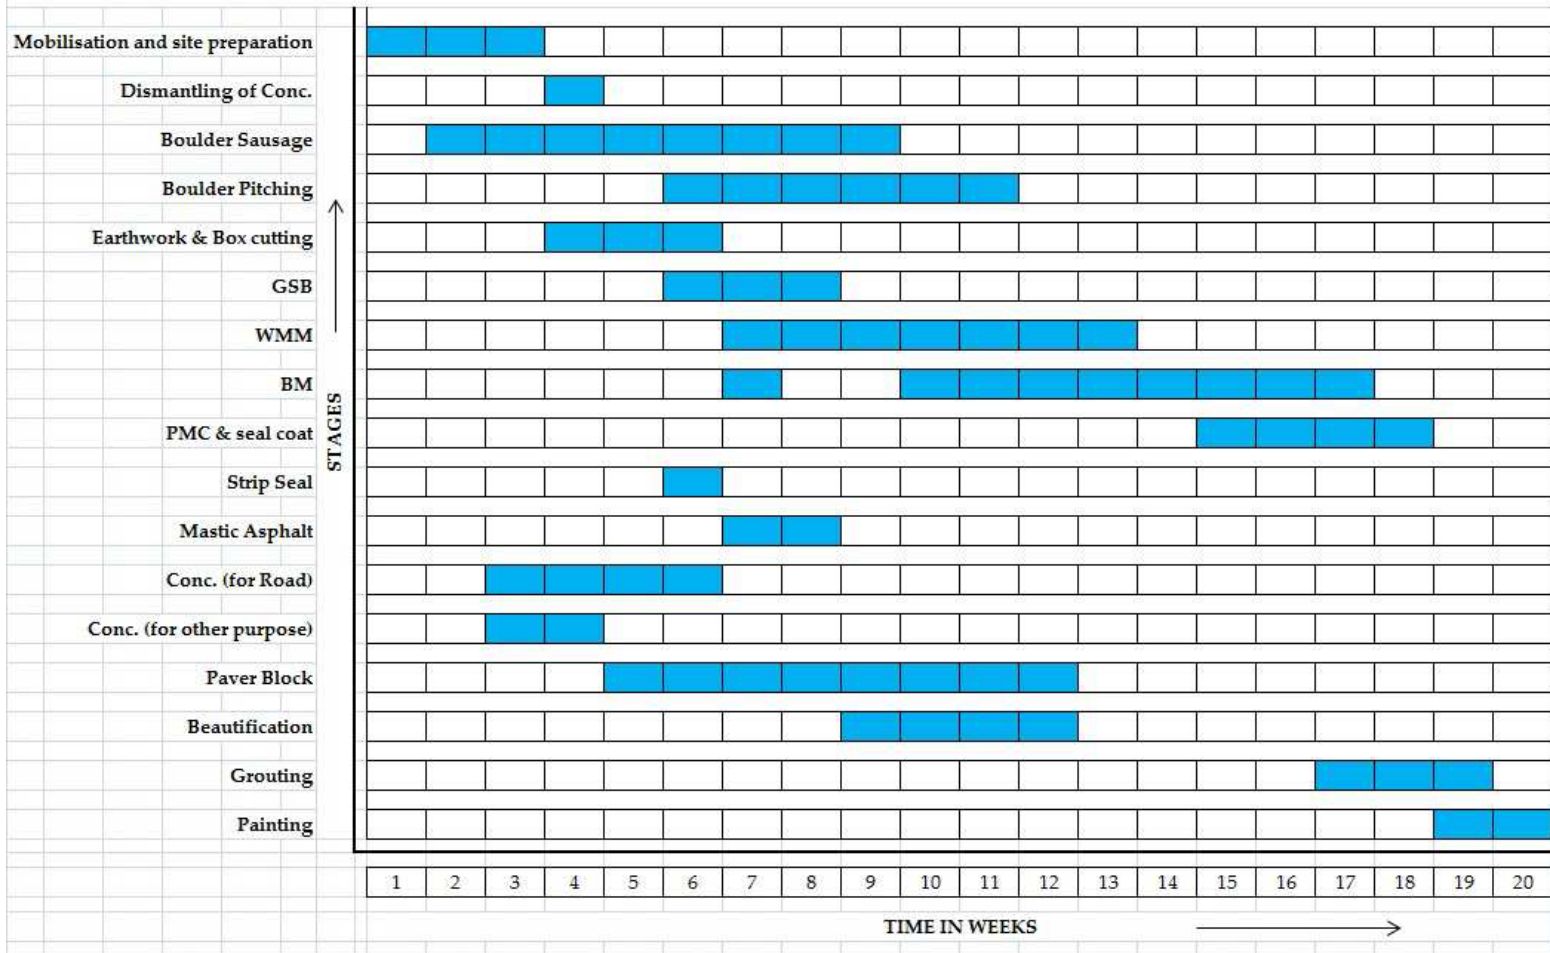 Mobilisation and site preparation
Dismantling of Conc.
Boulder Sausage
Boulder Pitching
Earthwork & Box cutting
GSB
WMM
BM
PMC & seal coat
Strip Seal
Mastic Asphalt
Conc. (for Road)
Conc. (for other purpose)
Paver Block
Beautification
Grouting
Painting
STAGES
1 2 3 4 5 6 7 8 9 10 11 12 13 14 15 16 17 18 19 20
TIME IN WEEKS